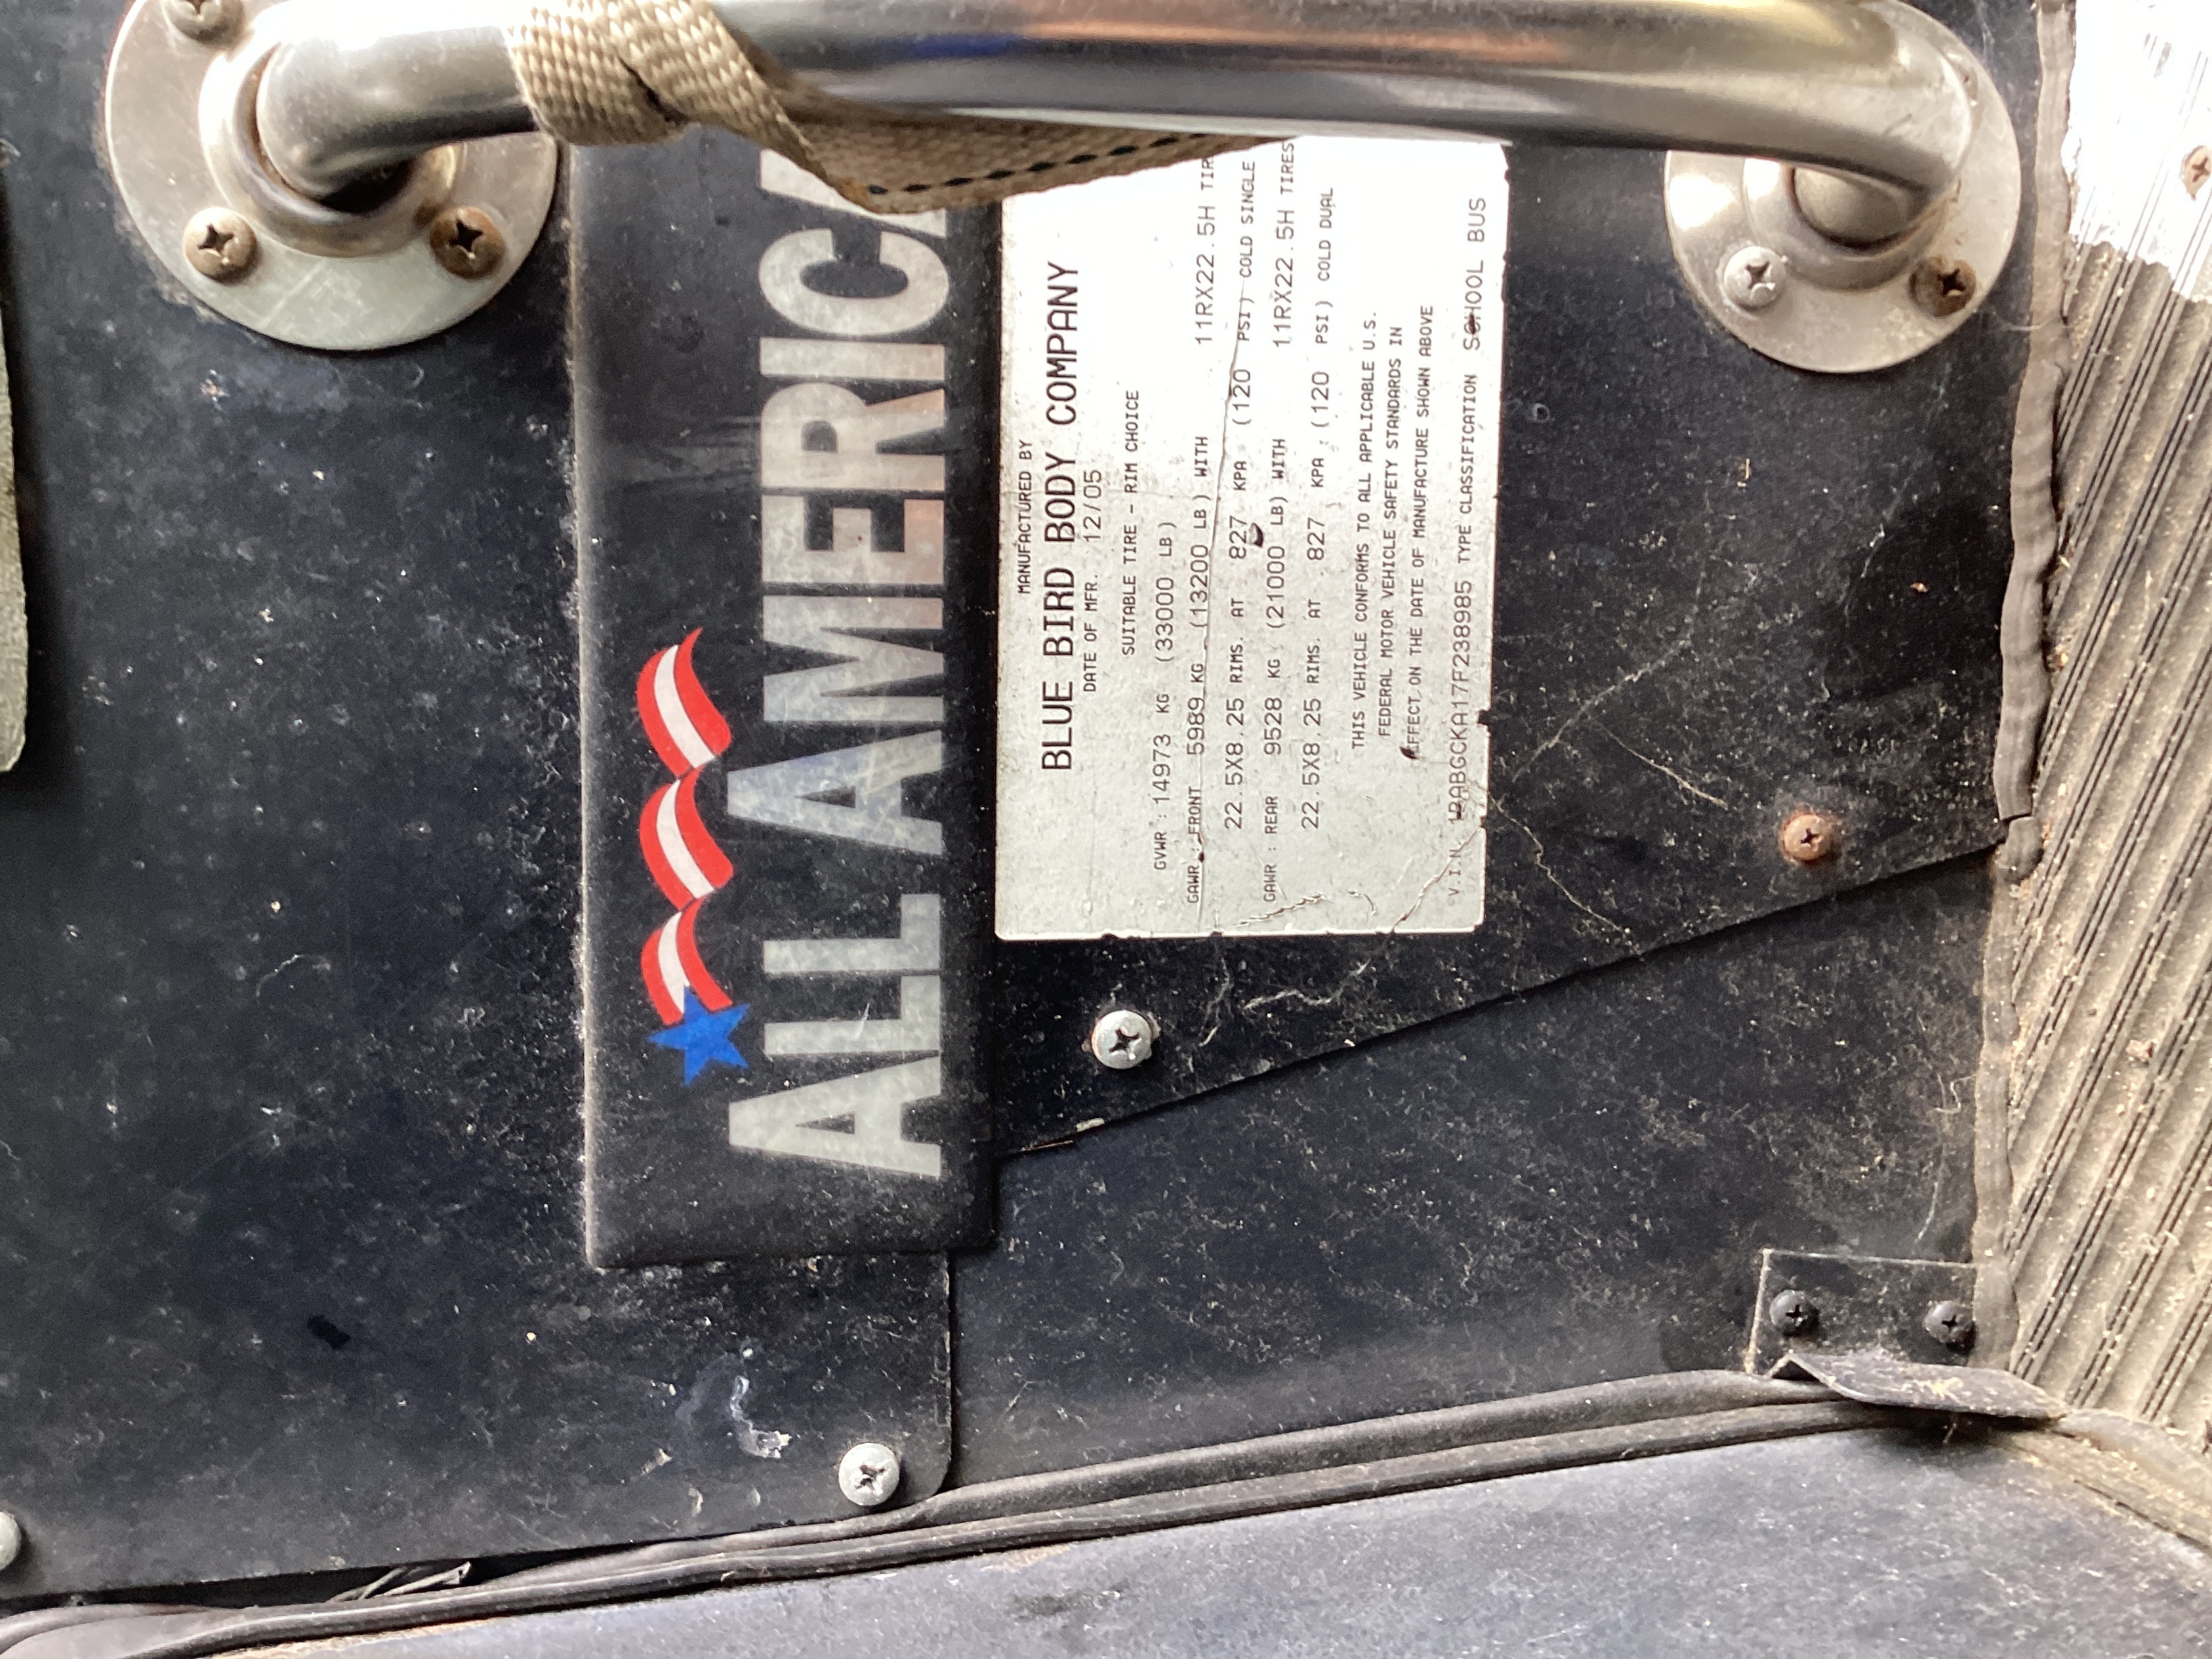 ALL AMERICA
MANUFACTURED BY
BLUE BIRD BODY COMPANY
DATE OF MFR. 12/05
SUITABLE TIRE - RIM CHOICE
GVWR : 14973 KG (33000 LB)
GAWR : FRONT 5989 KG (13200 LB) WITH 11RX22.5H TIR
22.5X8.25 RIMS. AT 827 KPA (120 PSI) COLD SINGLE
GAWR : REAR 9528 KG (21000 LB) WITH 11RX22.5H TIRES
22.5X8.25 RIMS. AT 827 KPA (120 PSI) COLD DUAL
THIS VEHICLE CONFORMS TO ALL APPLICABLE U.S.
FEDERAL MOTOR VEHICLE SAFETY STANDARDS IN
EFFECT ON THE DATE OF MANUFACTURE SHOWN ABOVE
V.I.N. 1BABGCKA17F238985 TYPE CLASSIFICATION SCHOOL BUS